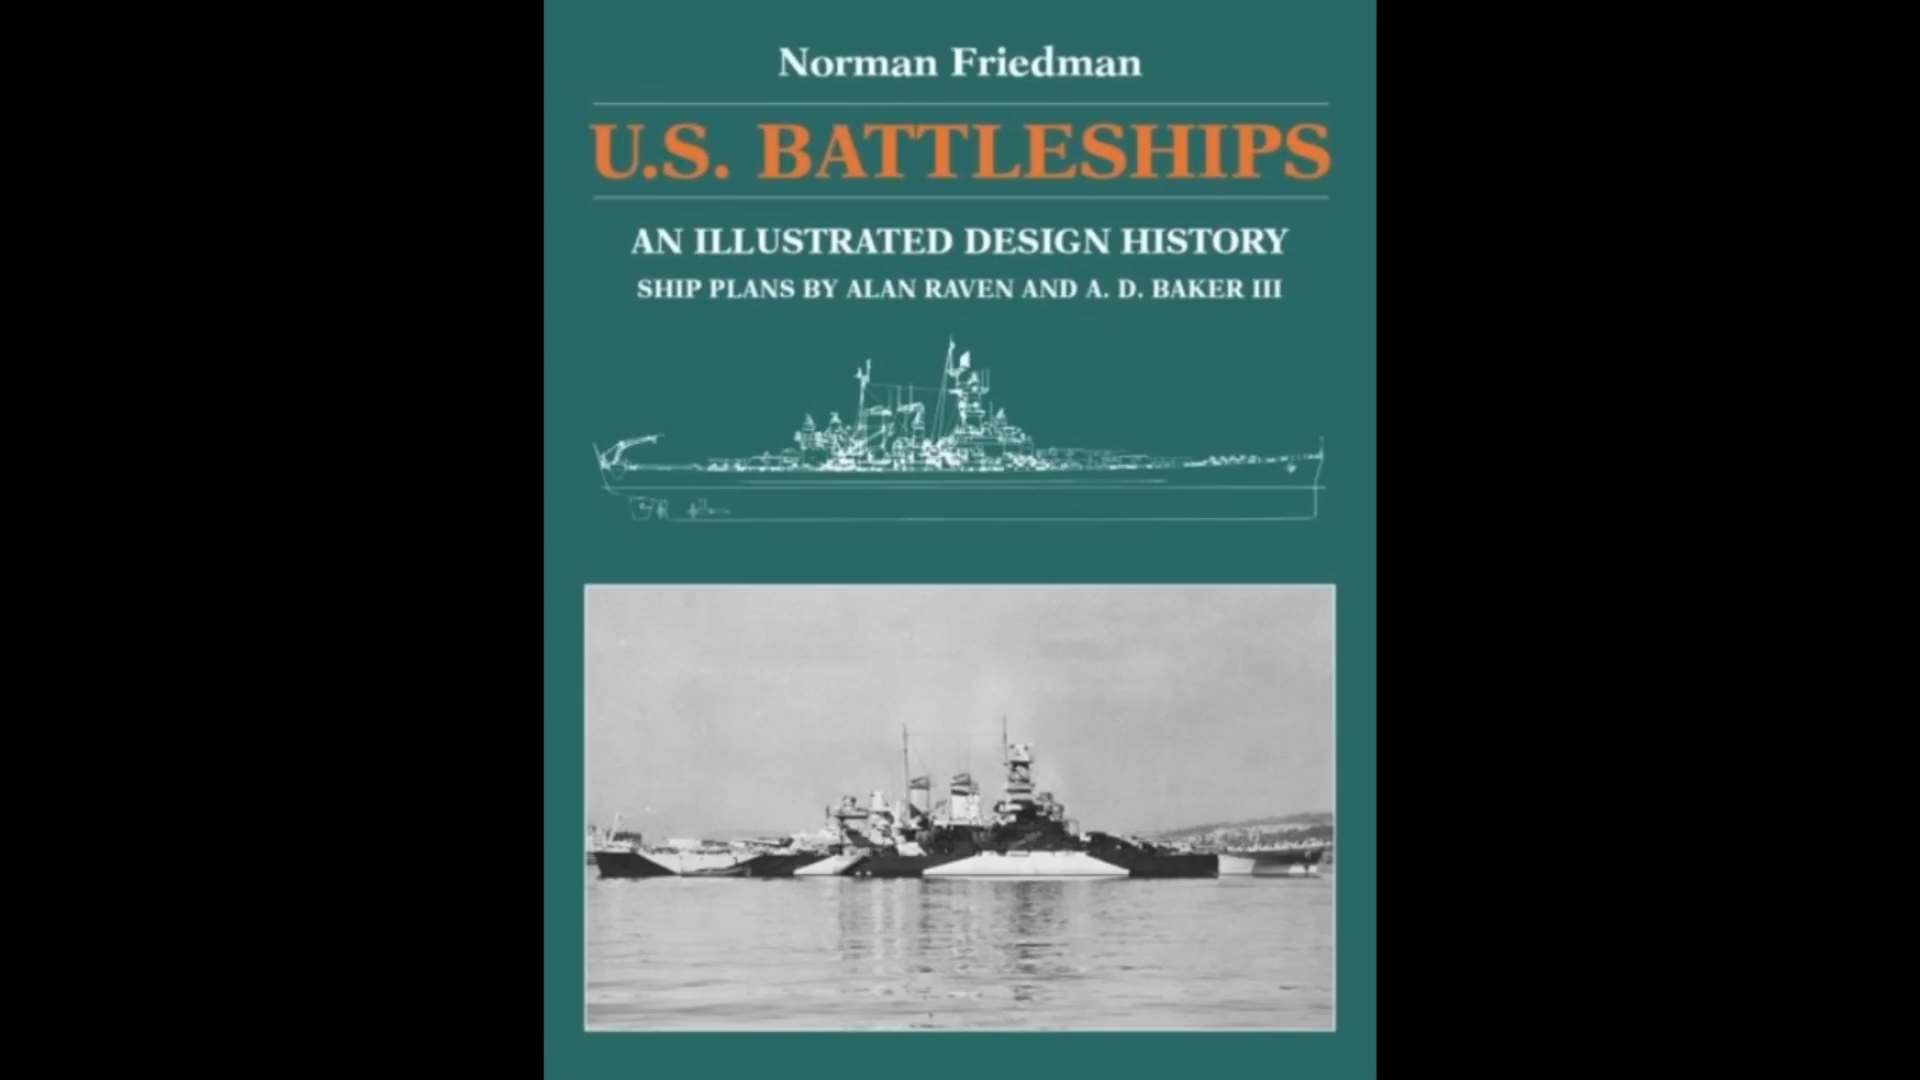 Norman Friedman
U.S. BATTLESHIPS
AN ILLUSTRATED DESIGN HISTORY
SHIP PLANS BY ALAN RAVEN AND A. D. BAKER III